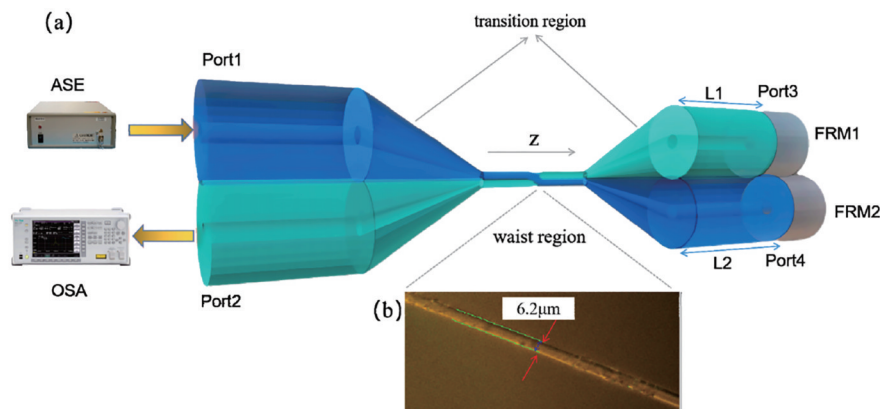 (a)
transition region
Port1
ASE
L1
Port3
FRM1
Z
FRM2
waist region
L2
Port4
OSA
Port2
(b)
6.2μm